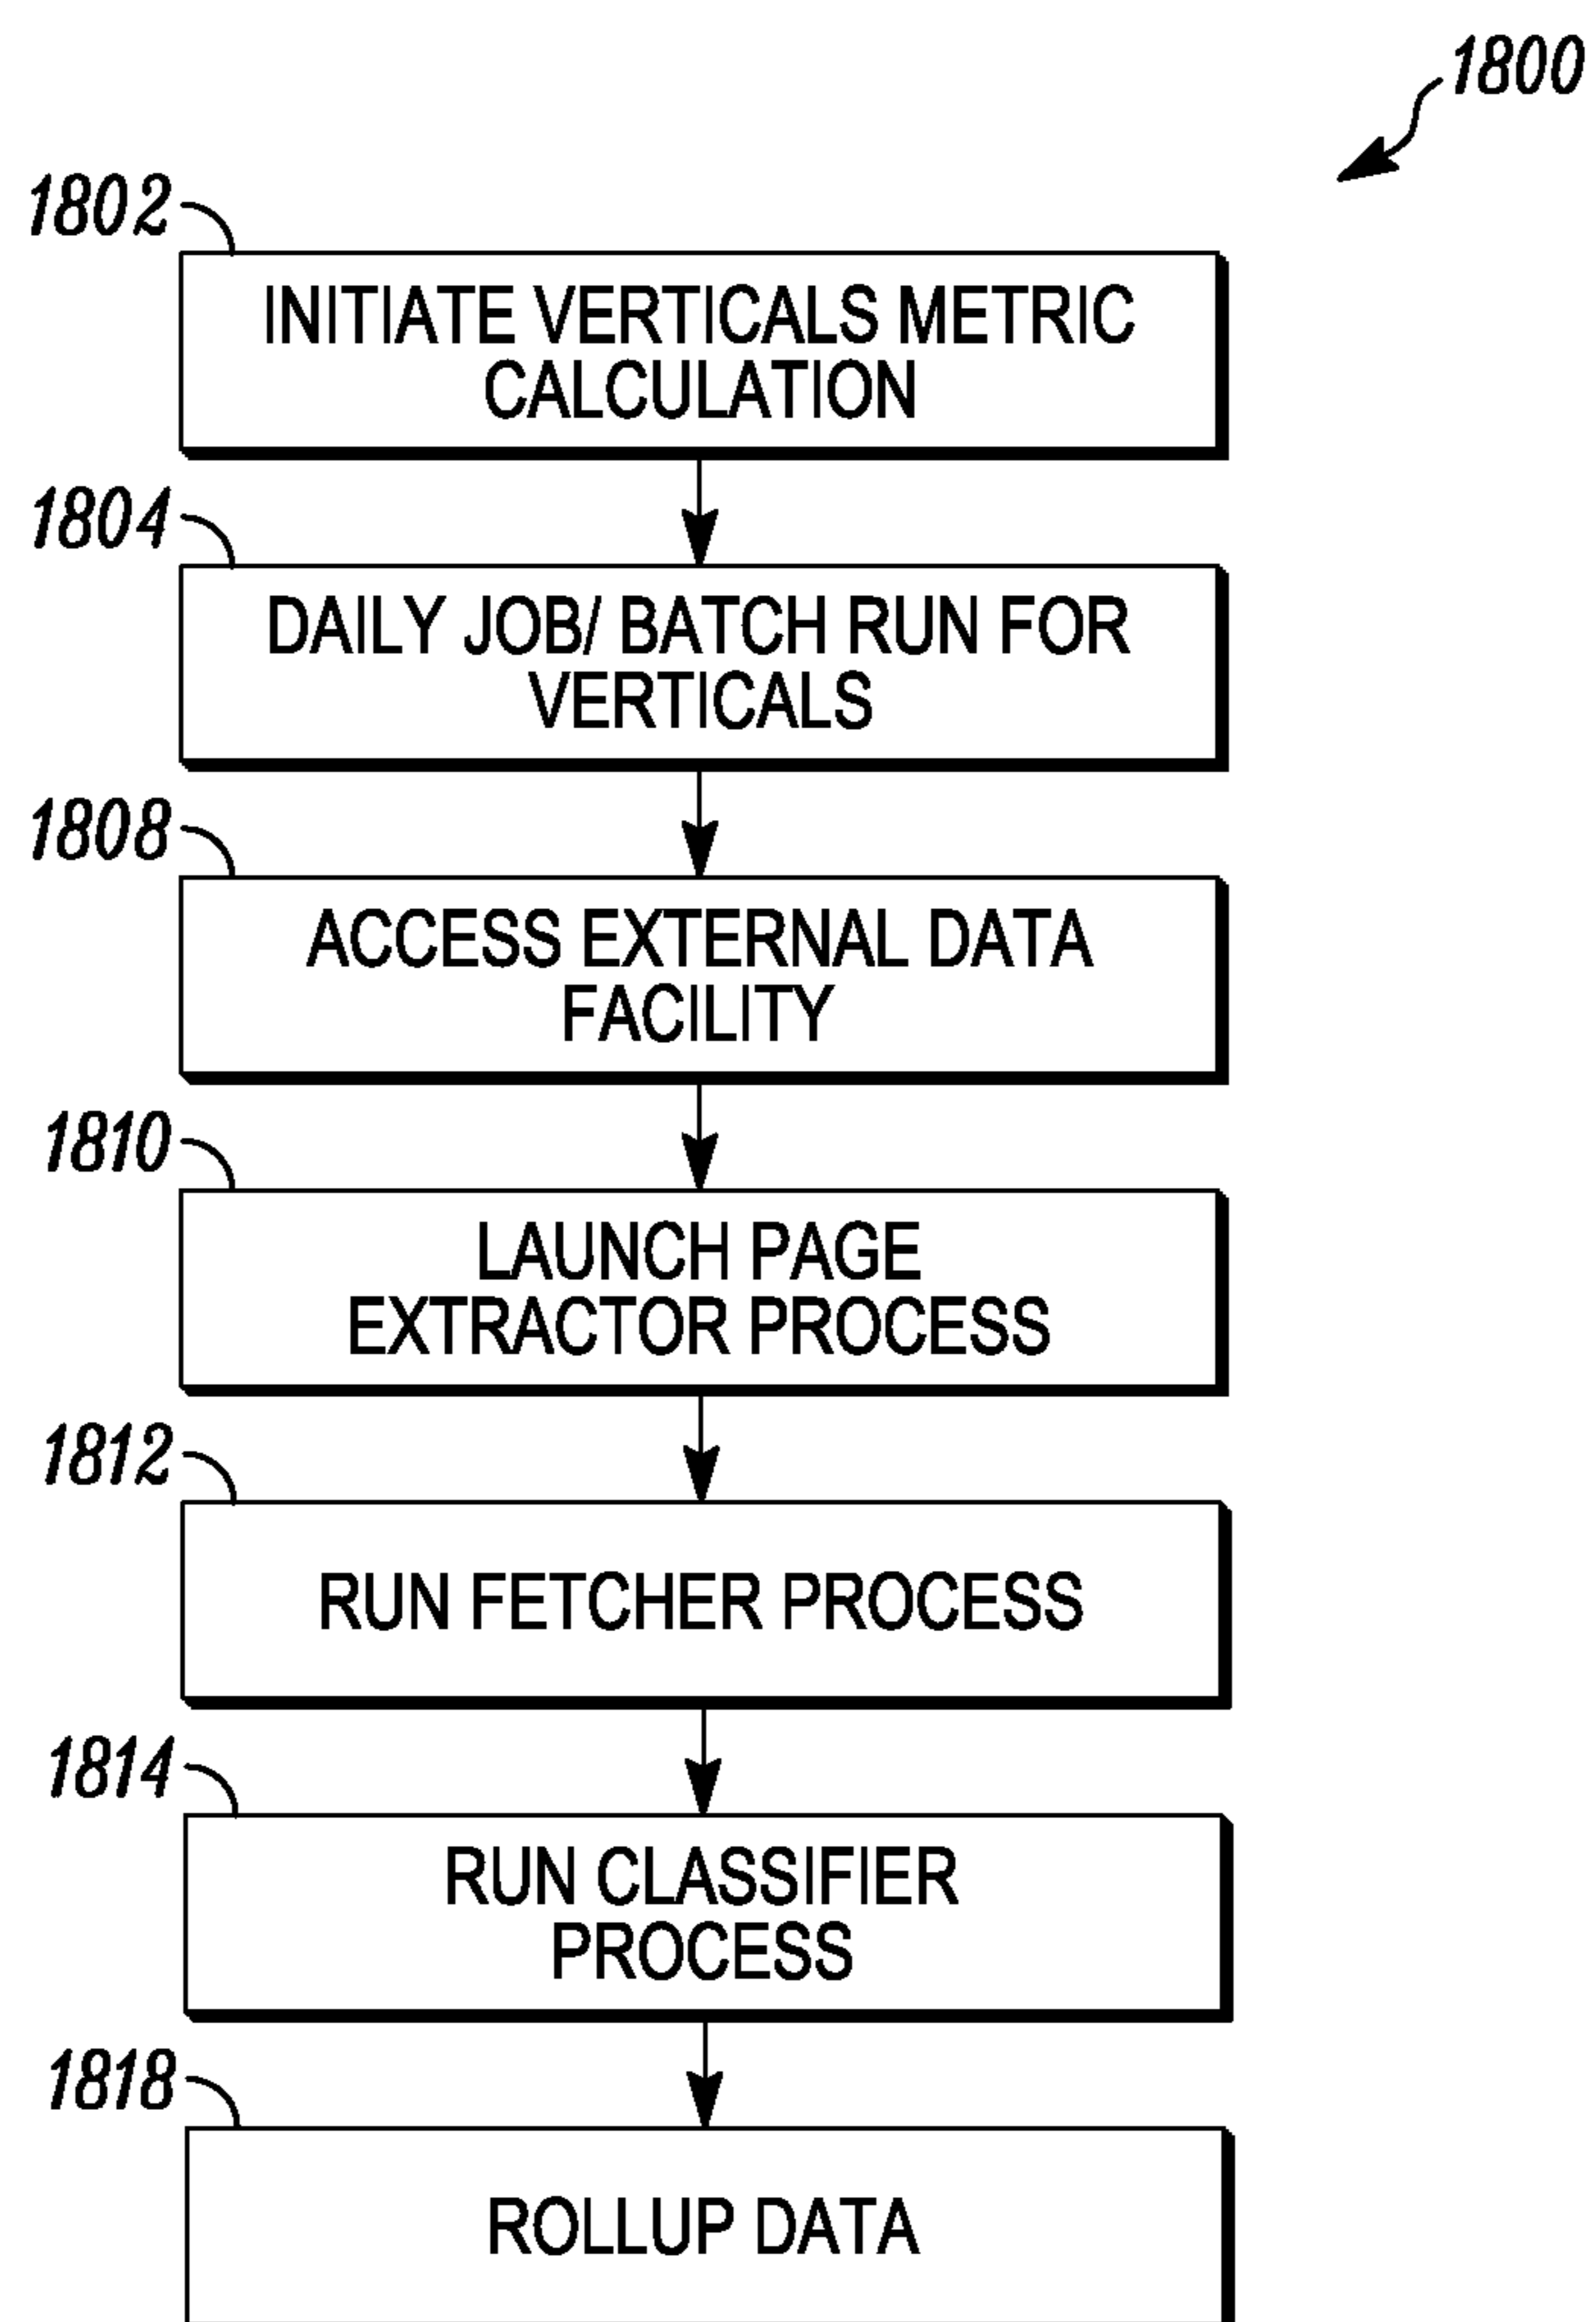 1800
1802
INITIATE VERTICALS METRIC
CALCULATION
1804
DAILY JOB/ BATCH RUN FOR
VERTICALS
1808
ACCESS EXTERNAL DATA
FACILITY
1810
LAUNCH PAGE
EXTRACTOR PROCESS
1812
RUN FETCHER PROCESS
1814
RUN CLASSIFIER
PROCESS
1818
ROLLUP DATA